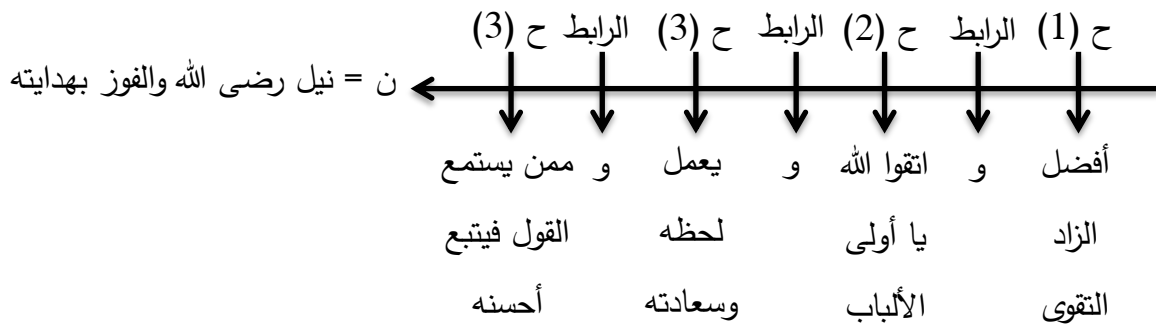 ح (1) الرابط ح (2) الرابط ح (3) الرابط ح (3)
ن = نيل رضى الله والفوز بهدايته
أفضل و اتقوا الله و يعمل و ممن يستمع
الزاد يا أولى لحظه القول فيتبع
التقوى الألباب وسعادته أحسنه